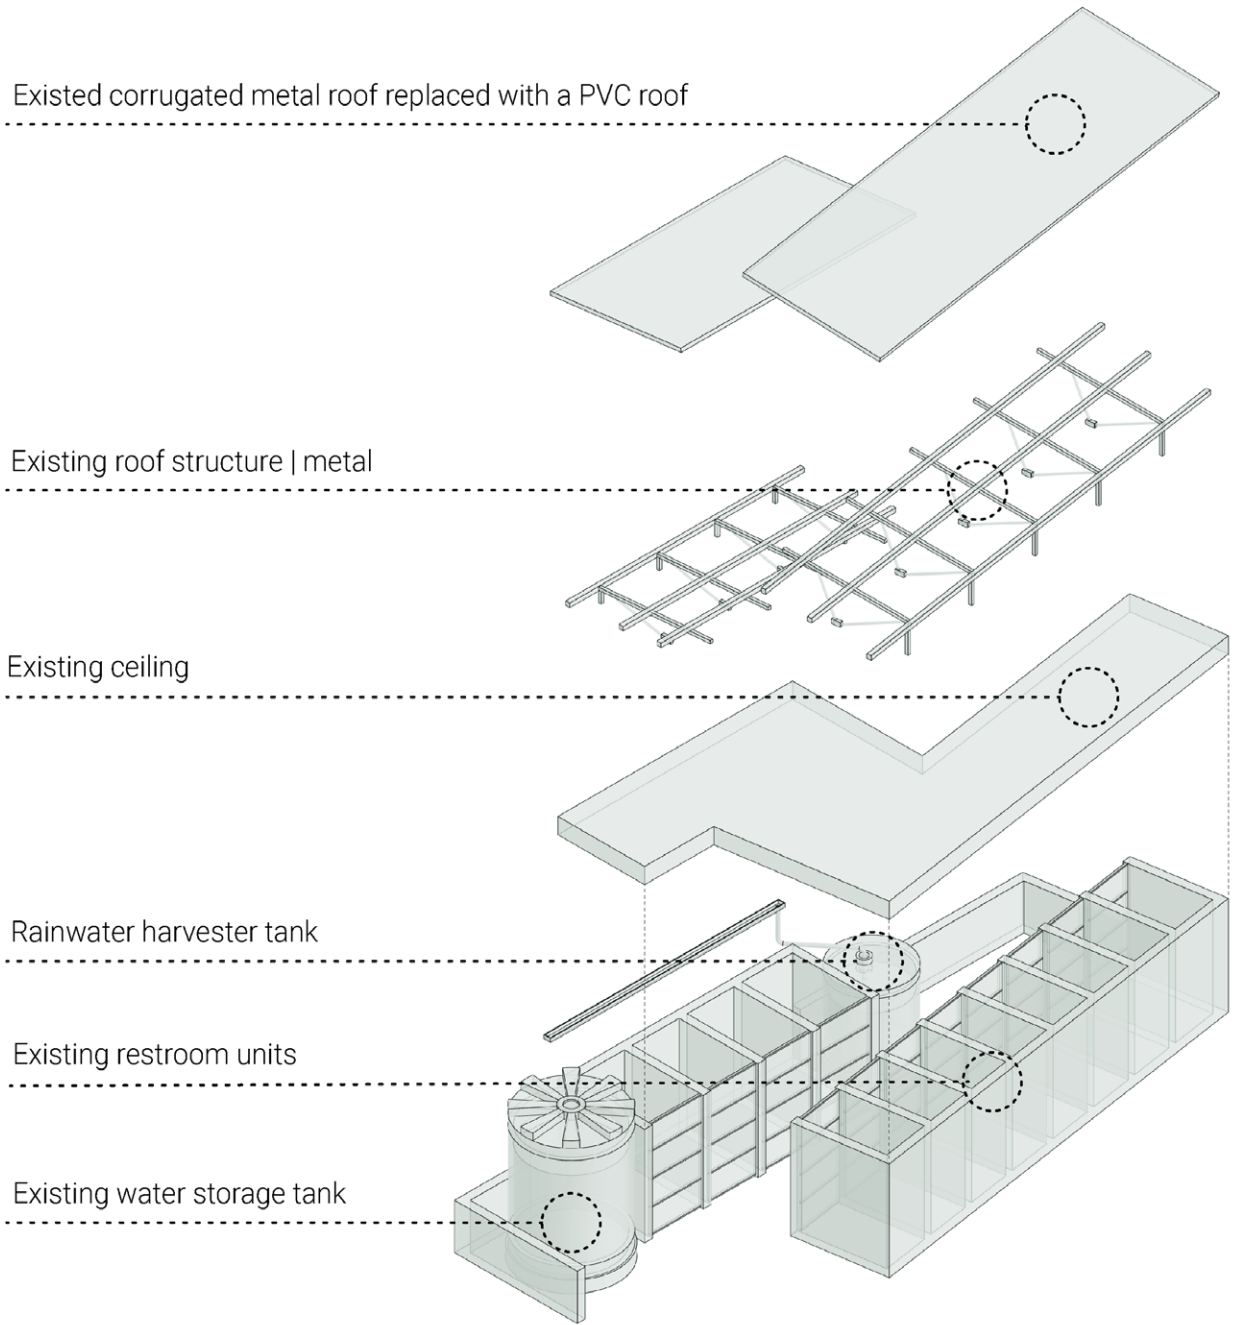 Existed corrugated metal roof replaced with a PVC roof
Existing roof structure | metal
Existing ceiling
Rainwater harvester tank
Existing restroom units
Existing water storage tank